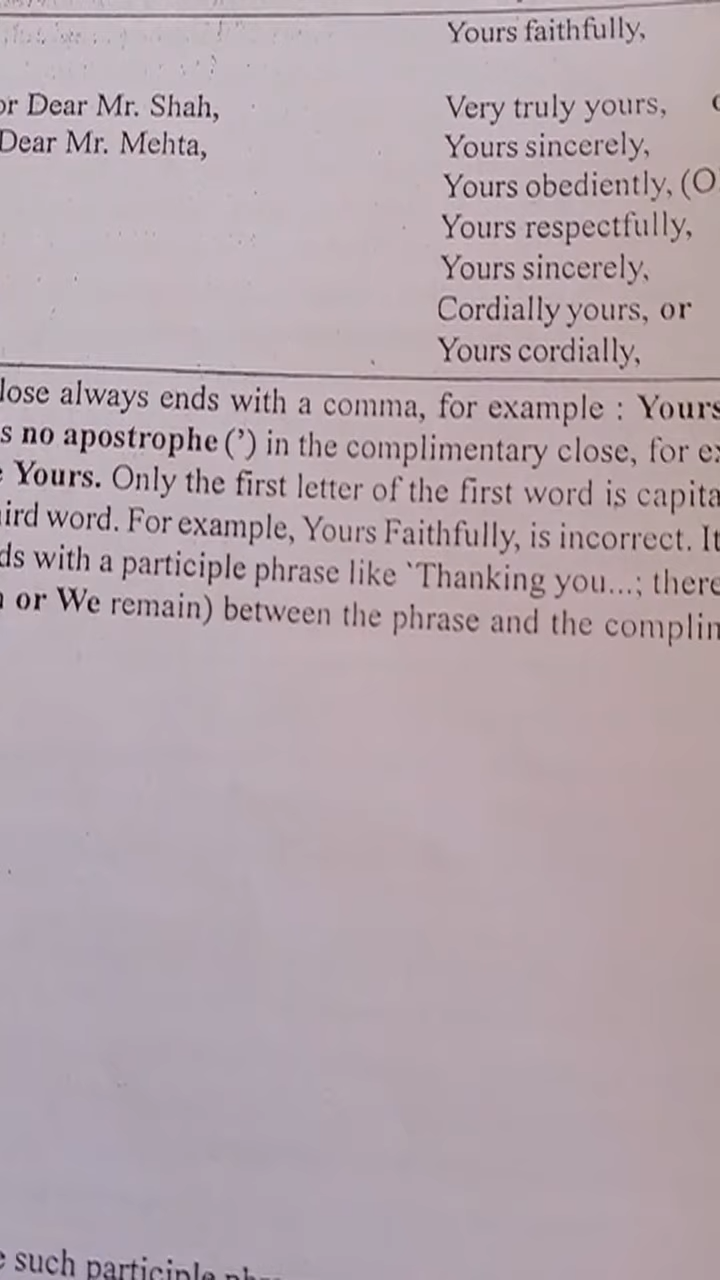 Yours faithfully,
or Dear Mr. Shah, Very truly yours,
Dear Mr. Mehta, Yours sincerely,
Yours obediently, (O
Yours respectfully,
Yours sincerely,
Cordially yours, or
Yours cordially,
lose always ends with a comma, for example : Yours
s no apostrophe (’) in the complimentary close, for ex
Yours. Only the first letter of the first word is capita
ird word. For example, Yours Faithfully, is incorrect. It
ds with a participle phrase like `Thanking you...; there
or We remain) between the phrase and the complim
e such participle